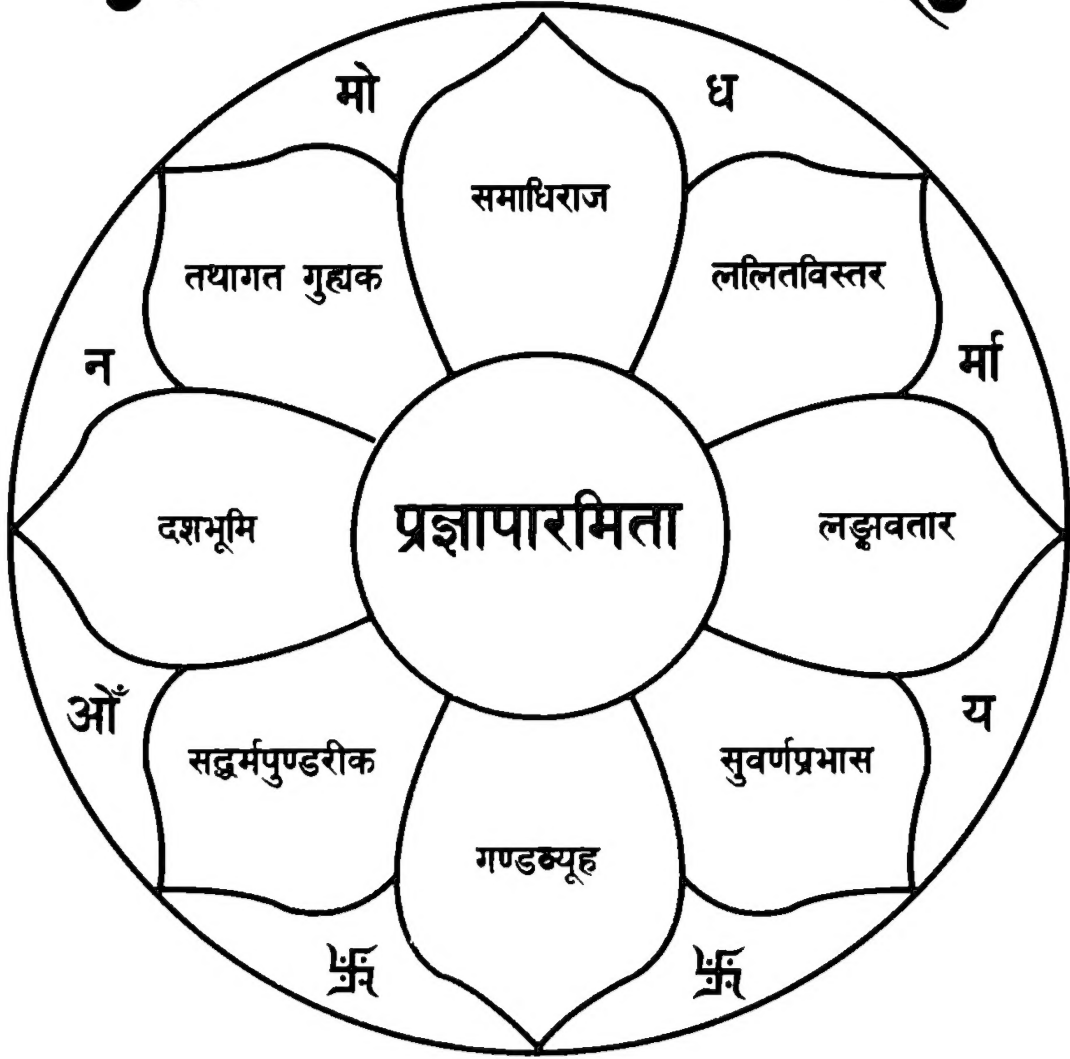 मो
ध
समाधिराज
तथागत गुह्यक
ललितविस्तर
न
र्मा
प्रज्ञापारमिता
दशभूमि
लङ्कावतार
ओँ
य
सद्धर्मपुण्डरीक
सुवर्णप्रभास
गण्डव्यूह
卐
卐